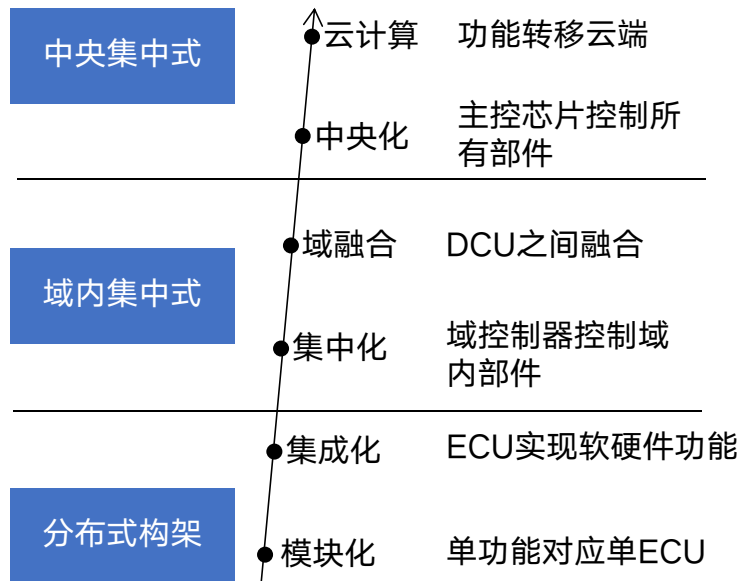 中央集中式
云计算
功能转移云端
中央化
主控芯片控制所
有部件
域内集中式
域融合
DCU之间融合
集中化
域控制器控制域
内部件
分布式构架
集成化
ECU实现软硬件功能
模块化
单功能对应单ECU